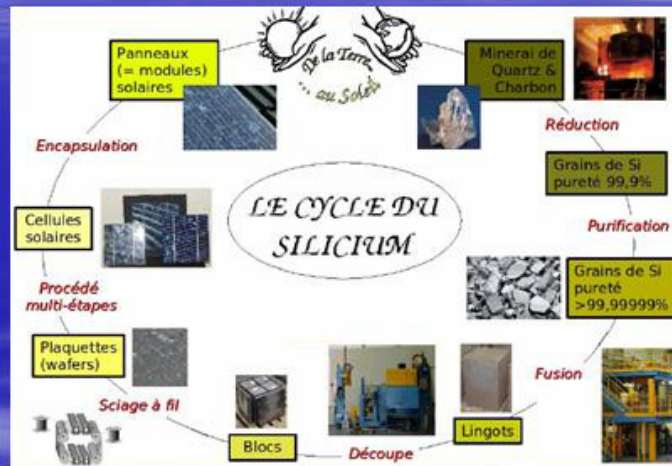 De la Terre,
... au Soleil
Minerai de
Quartz &
Charbon
Réduction
Grains de Si
pureté 99,9%
Purification
Grains de Si
pureté
>99,99999%
Fusion
Lingots
Découpe
Blocs
Sciage à fil
Plaquettes
(wafers)
Procédé
multi-étapes
Cellules
solaires
Encapsulation
Panneaux
(= modules)
solaires
LE CYCLE DU
SILICIUM